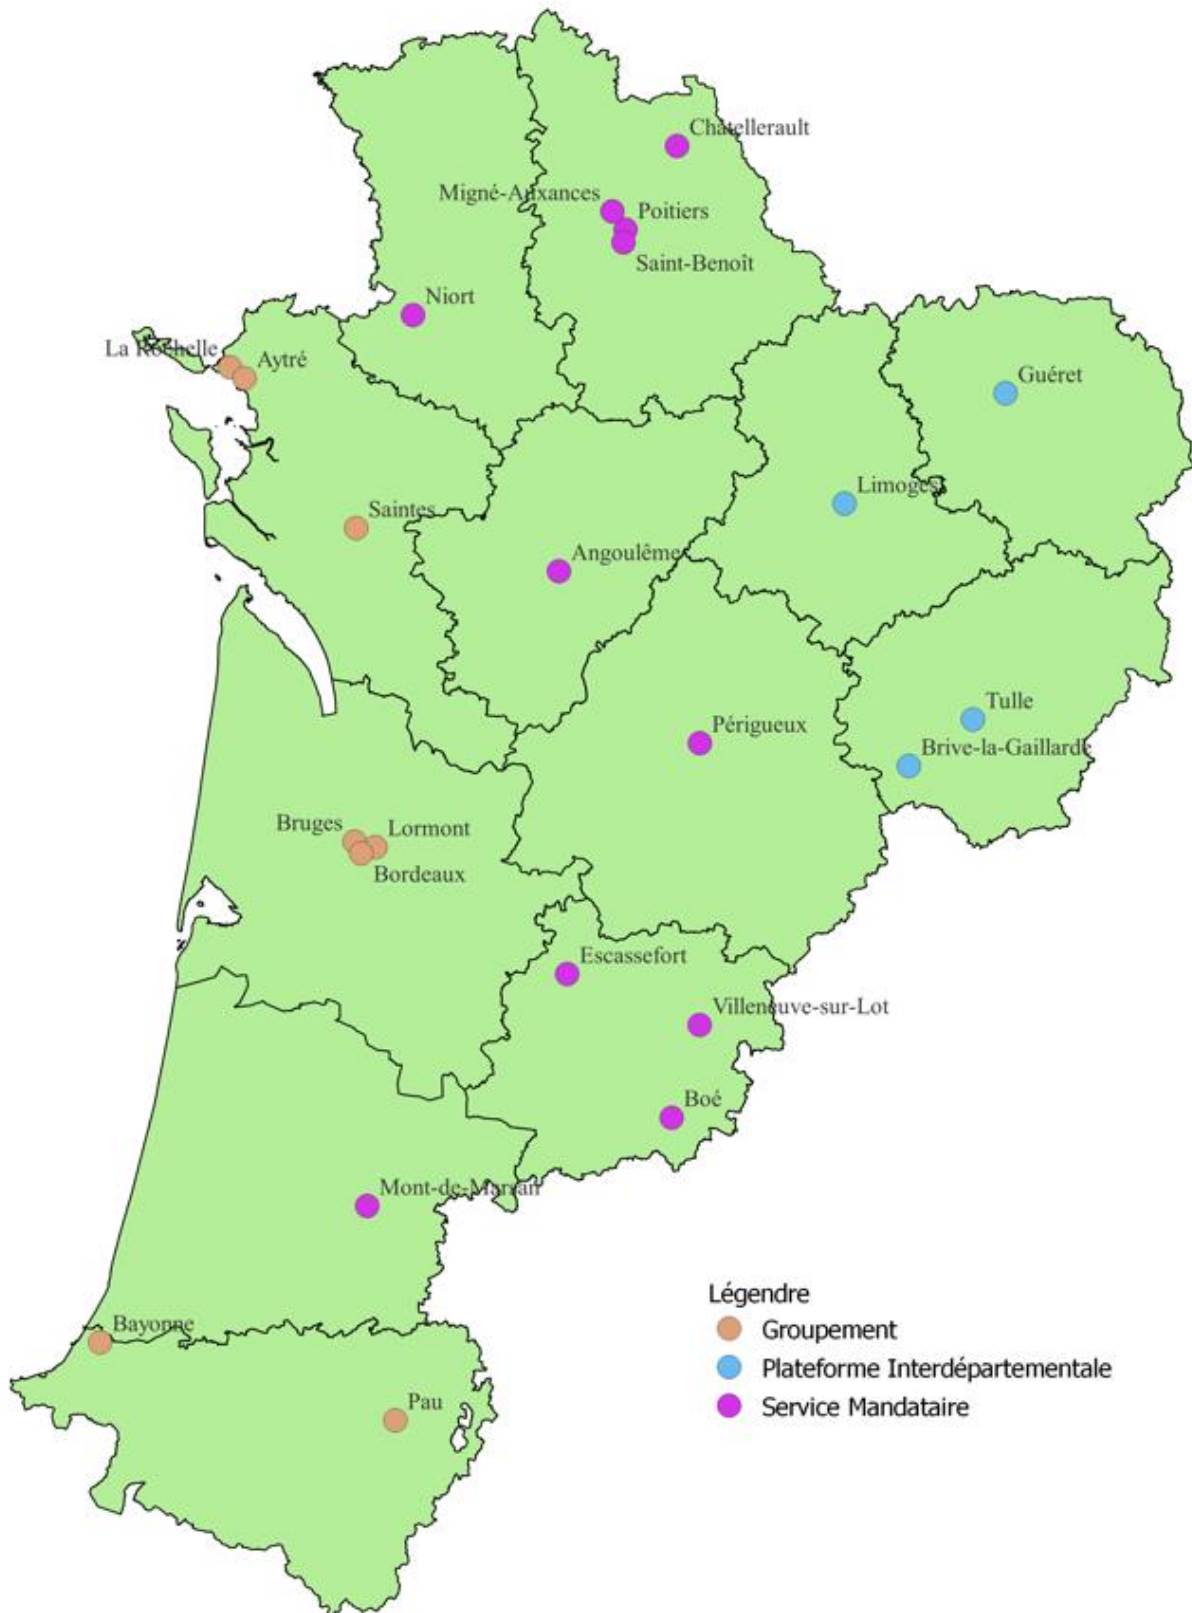 Châtellerault
Migné-Auxances
Poitiers
Saint-Benoît
Niort
La Rochelle
Aytré
Guéret
Limoges
Saintes
Angoulême
Tulle
Périgueux
Brive-la-Gaillarde
Bruges
Lormont
Bordeaux
Escassefort
Villeneuve-sur-Lot
Boé
Mont-de-Marsan
Bayonne
Pau
Légendre
Groupement
Plateforme Interdépartementale
Service Mandataire